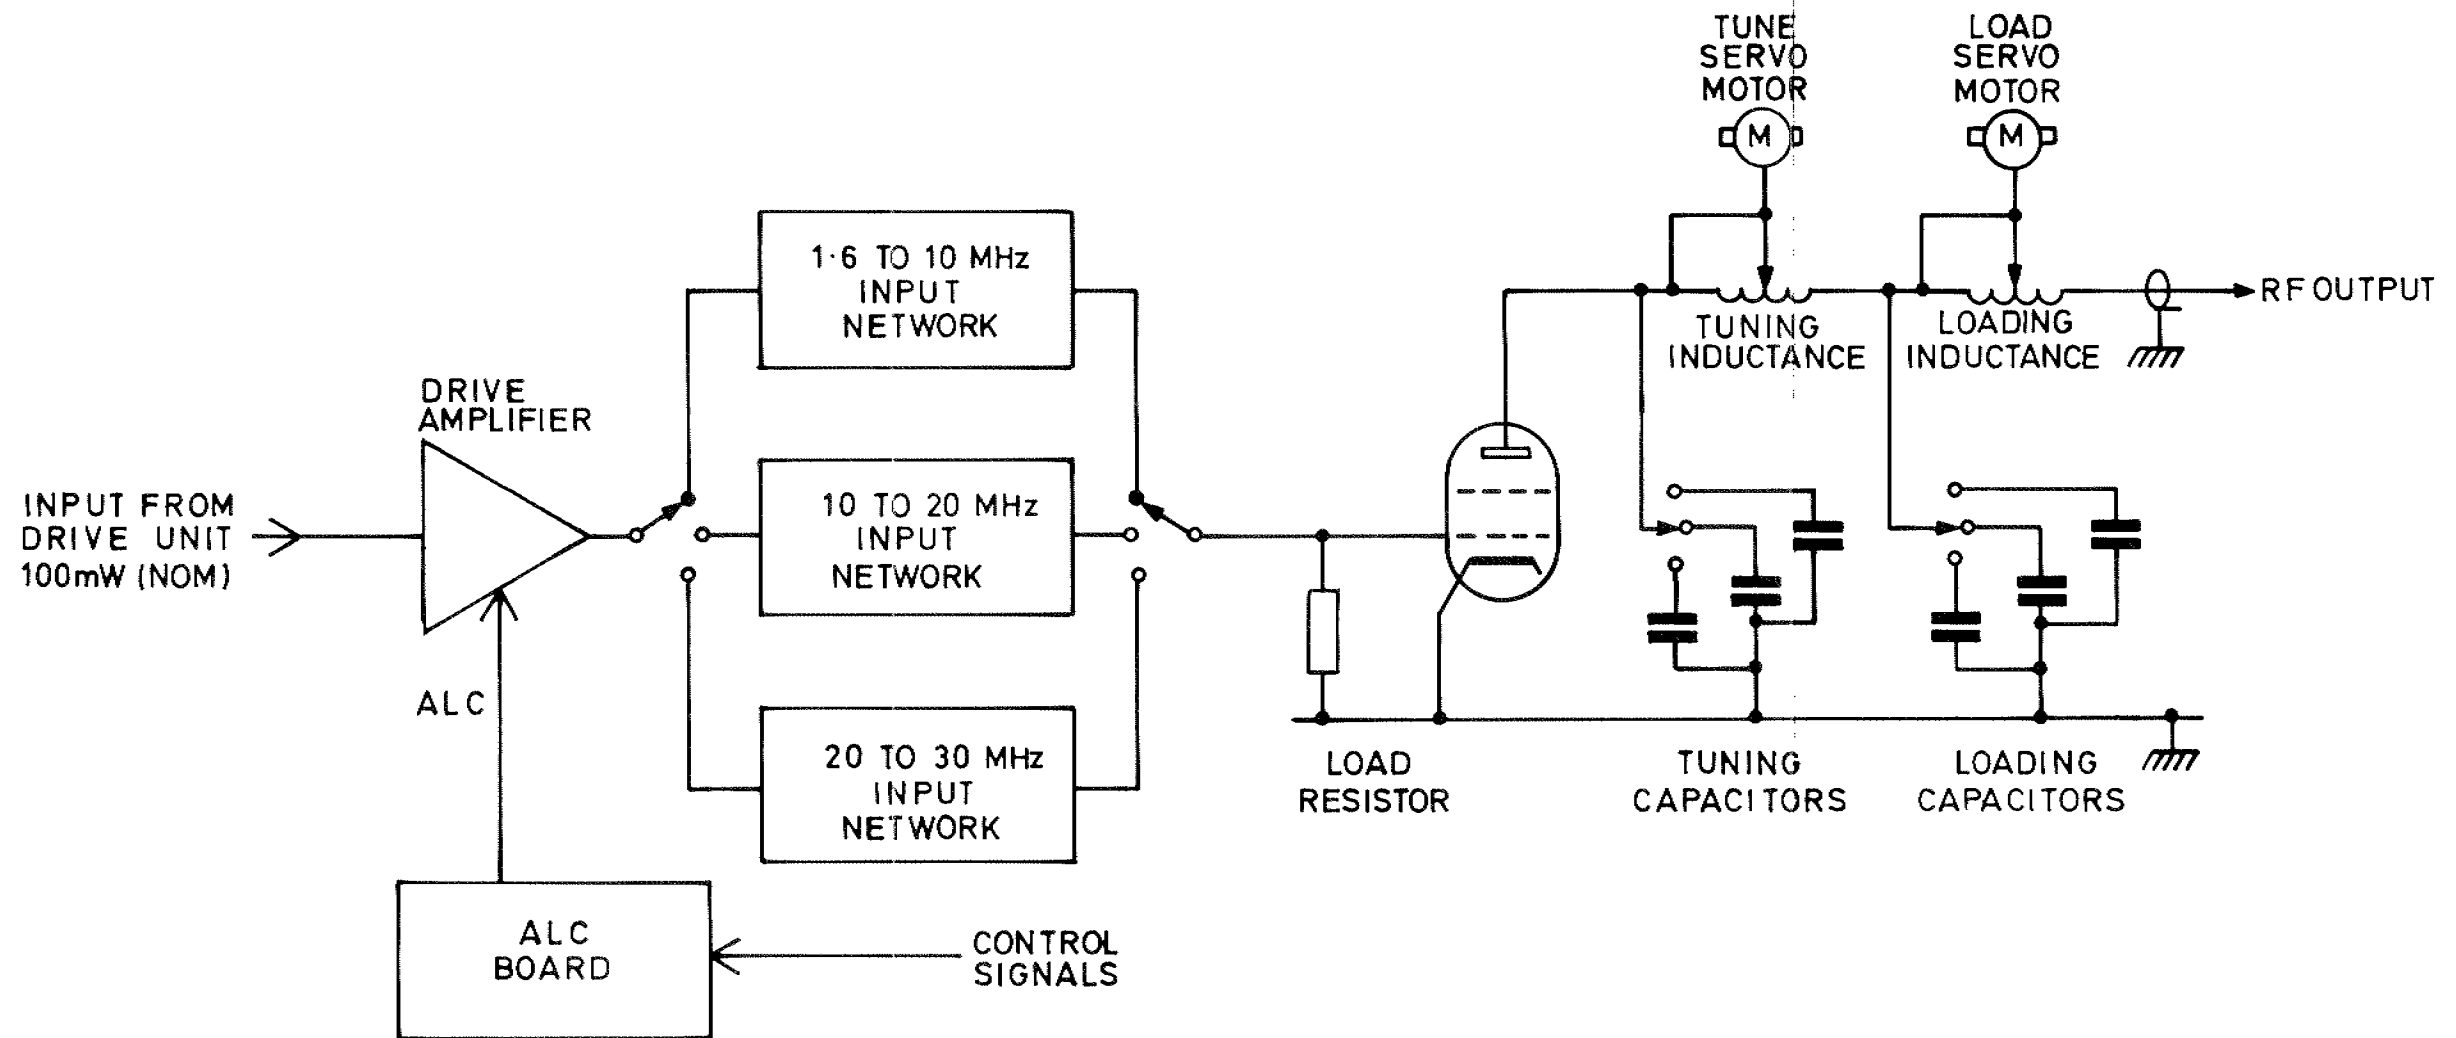 TUNE
SERVO
MOTOR
M
LOAD
SERVO
MOTOR
M
1·6 TO 10 MHz
INPUT
NETWORK
RF OUTPUT
TUNING
INDUCTANCE
LOADING
INDUCTANCE
DRIVE
AMPLIFIER
INPUT FROM
DRIVE UNIT
100mW (NOM)
10 TO 20 MHz
INPUT
NETWORK
ALC
20 TO 30 MHz
INPUT
NETWORK
LOAD
RESISTOR
TUNING
CAPACITORS
LOADING
CAPACITORS
ALC
BOARD
CONTROL
SIGNALS